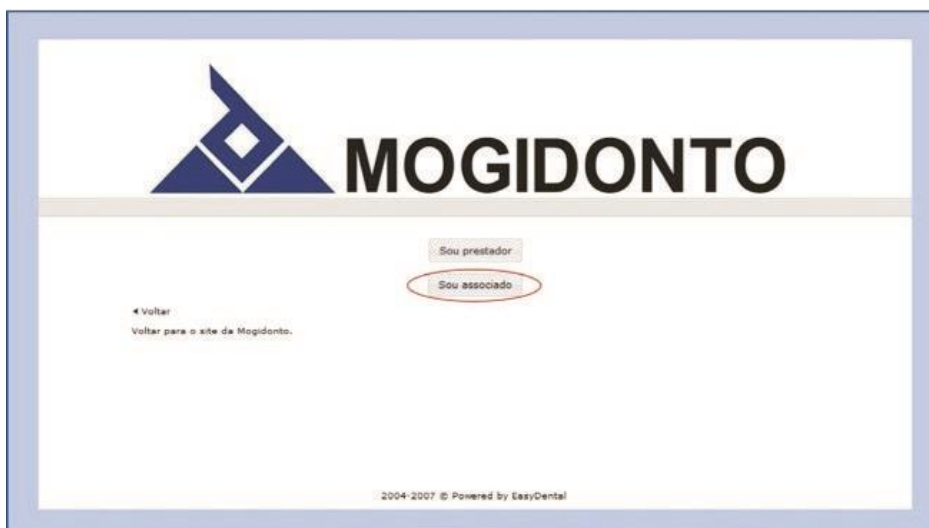 MOGIDONTO
Sou prestador
Sou associado
◄ Voltar
Voltar para o site da Mogidonto.
2004-2007 © Powered by EasyDental